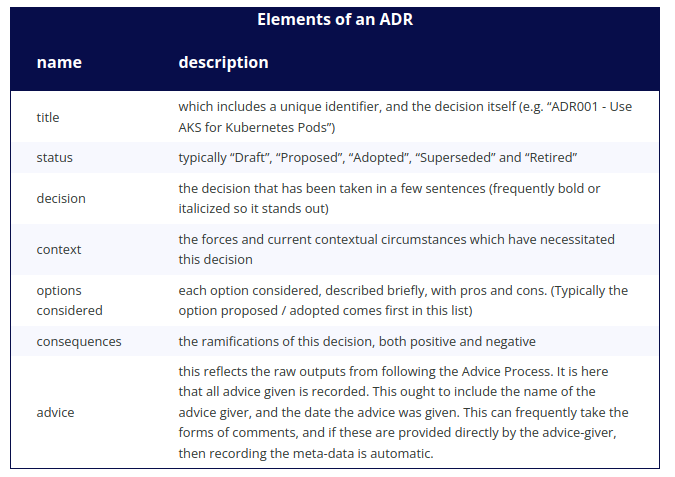 Elements of an ADR
name description
title
which includes a unique identifier, and the decision itself (e.g. “ADR001 - Use
AKS for Kubernetes Pods”)
status typically “Draft”, “Proposed”, “Adopted”, “Superseded” and “Retired”
decision
the decision that has been taken in a few sentences (frequently bold or
italicized so it stands out)
context
the forces and current contextual circumstances which have necessitated
this decision
options
considered
each option considered, described briefly, with pros and cons. (Typically the
option proposed / adopted comes first in this list)
consequences the ramifications of this decision, both positive and negative
advice
this reflects the raw outputs from following the Advice Process. It is here
that all advice given is recorded. This ought to include the name of the
advice giver, and the date the advice was given. This can frequently take the
forms of comments, and if these are provided directly by the advice-giver,
then recording the meta-data is automatic.